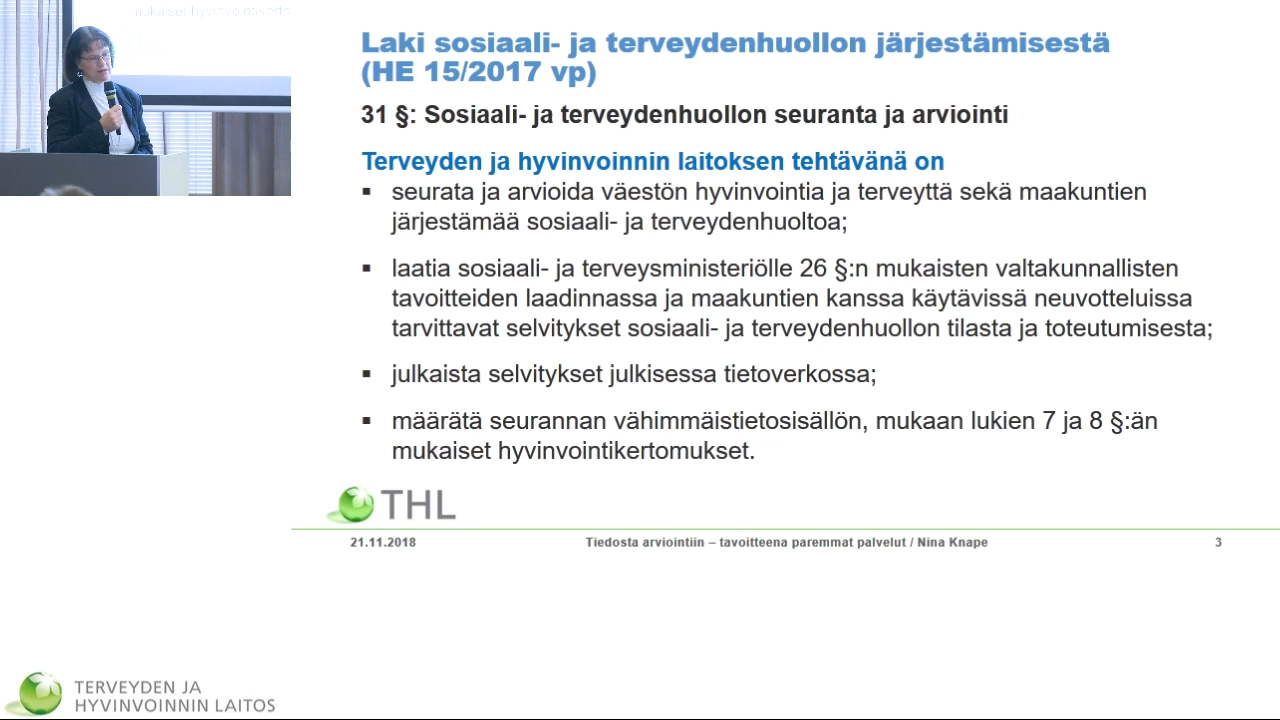 mukaiset hyvinvointikerto
Laki sosiaali- ja terveydenhuollon järjestämisestä
(HE 15/2017 vp)
31 §: Sosiaali- ja terveydenhuollon seuranta ja arviointi
Terveyden ja hyvinvoinnin laitoksen tehtävänä on
▪ seurata ja arvioida väestön hyvinvointia ja terveyttä sekä maakuntien
järjestämää sosiaali- ja terveydenhuoltoa;
▪ laatia sosiaali- ja terveysministeriölle 26 §:n mukaisten valtakunnallisten
tavoitteiden laadinnassa ja maakuntien kanssa käytävissä neuvotteluissa
tarvittavat selvitykset sosiaali- ja terveydenhuollon tilasta ja toteutumisesta;
▪ julkaista selvitykset julkisessa tietoverkossa;
▪ määrätä seurannan vähimmäistietosisällön, mukaan lukien 7 ja 8 §:än
mukaiset hyvinvointikertomukset.
THL
21.11.2018 Tiedosta arviointiin – tavoitteena paremmat palvelut / Nina Knape 3
TERVEYDEN JA
HYVINVOINNIN LAITOS